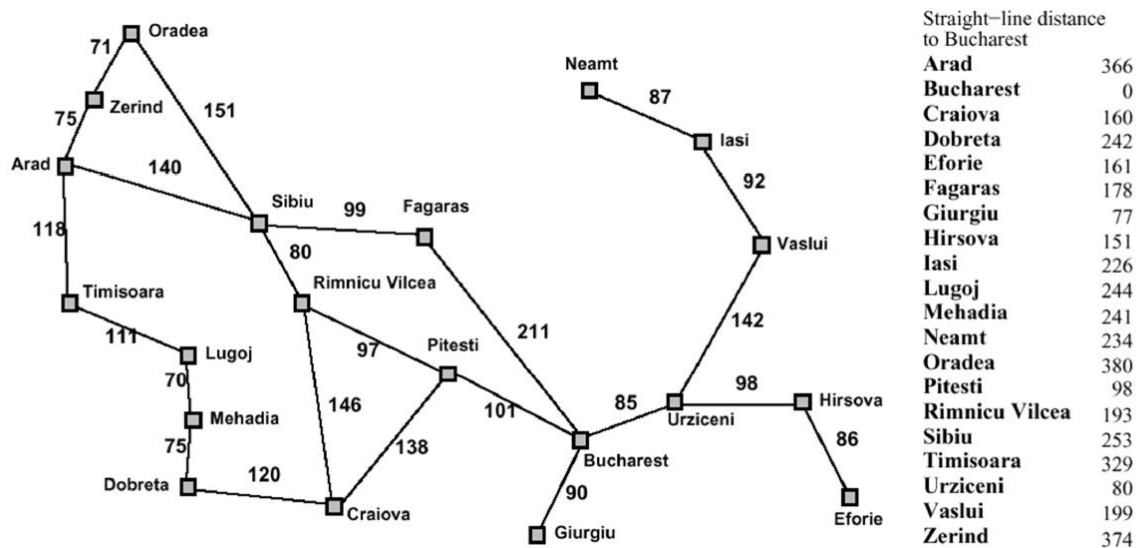 Oradea
71
Zerind
75
151
Arad
140
118
Sibiu
99
Fagaras
80
Timisoara
Rimnicu Vilcea
111
Lugoj
70
97
Pitesti
211
Mehadia
146
101
75
138
Dobreta
120
Craiova
Bucharest
90
Giurgiu
85
Urziceni
98
Hirsova
86
Eforie
142
Vaslui
92
Iasi
87
Neamt
Straight-line distance
to Bucharest
Arad 366
Bucharest 0
Craiova 160
Dobreta 242
Eforie 161
Fagaras 178
Giurgiu 77
Hirsova 151
Iasi 226
Lugoj 244
Mehadia 241
Neamt 234
Oradea 380
Pitesti 98
Rimnicu Vilcea 193
Sibiu 253
Timisoara 329
Urziceni 80
Vaslui 199
Zerind 374